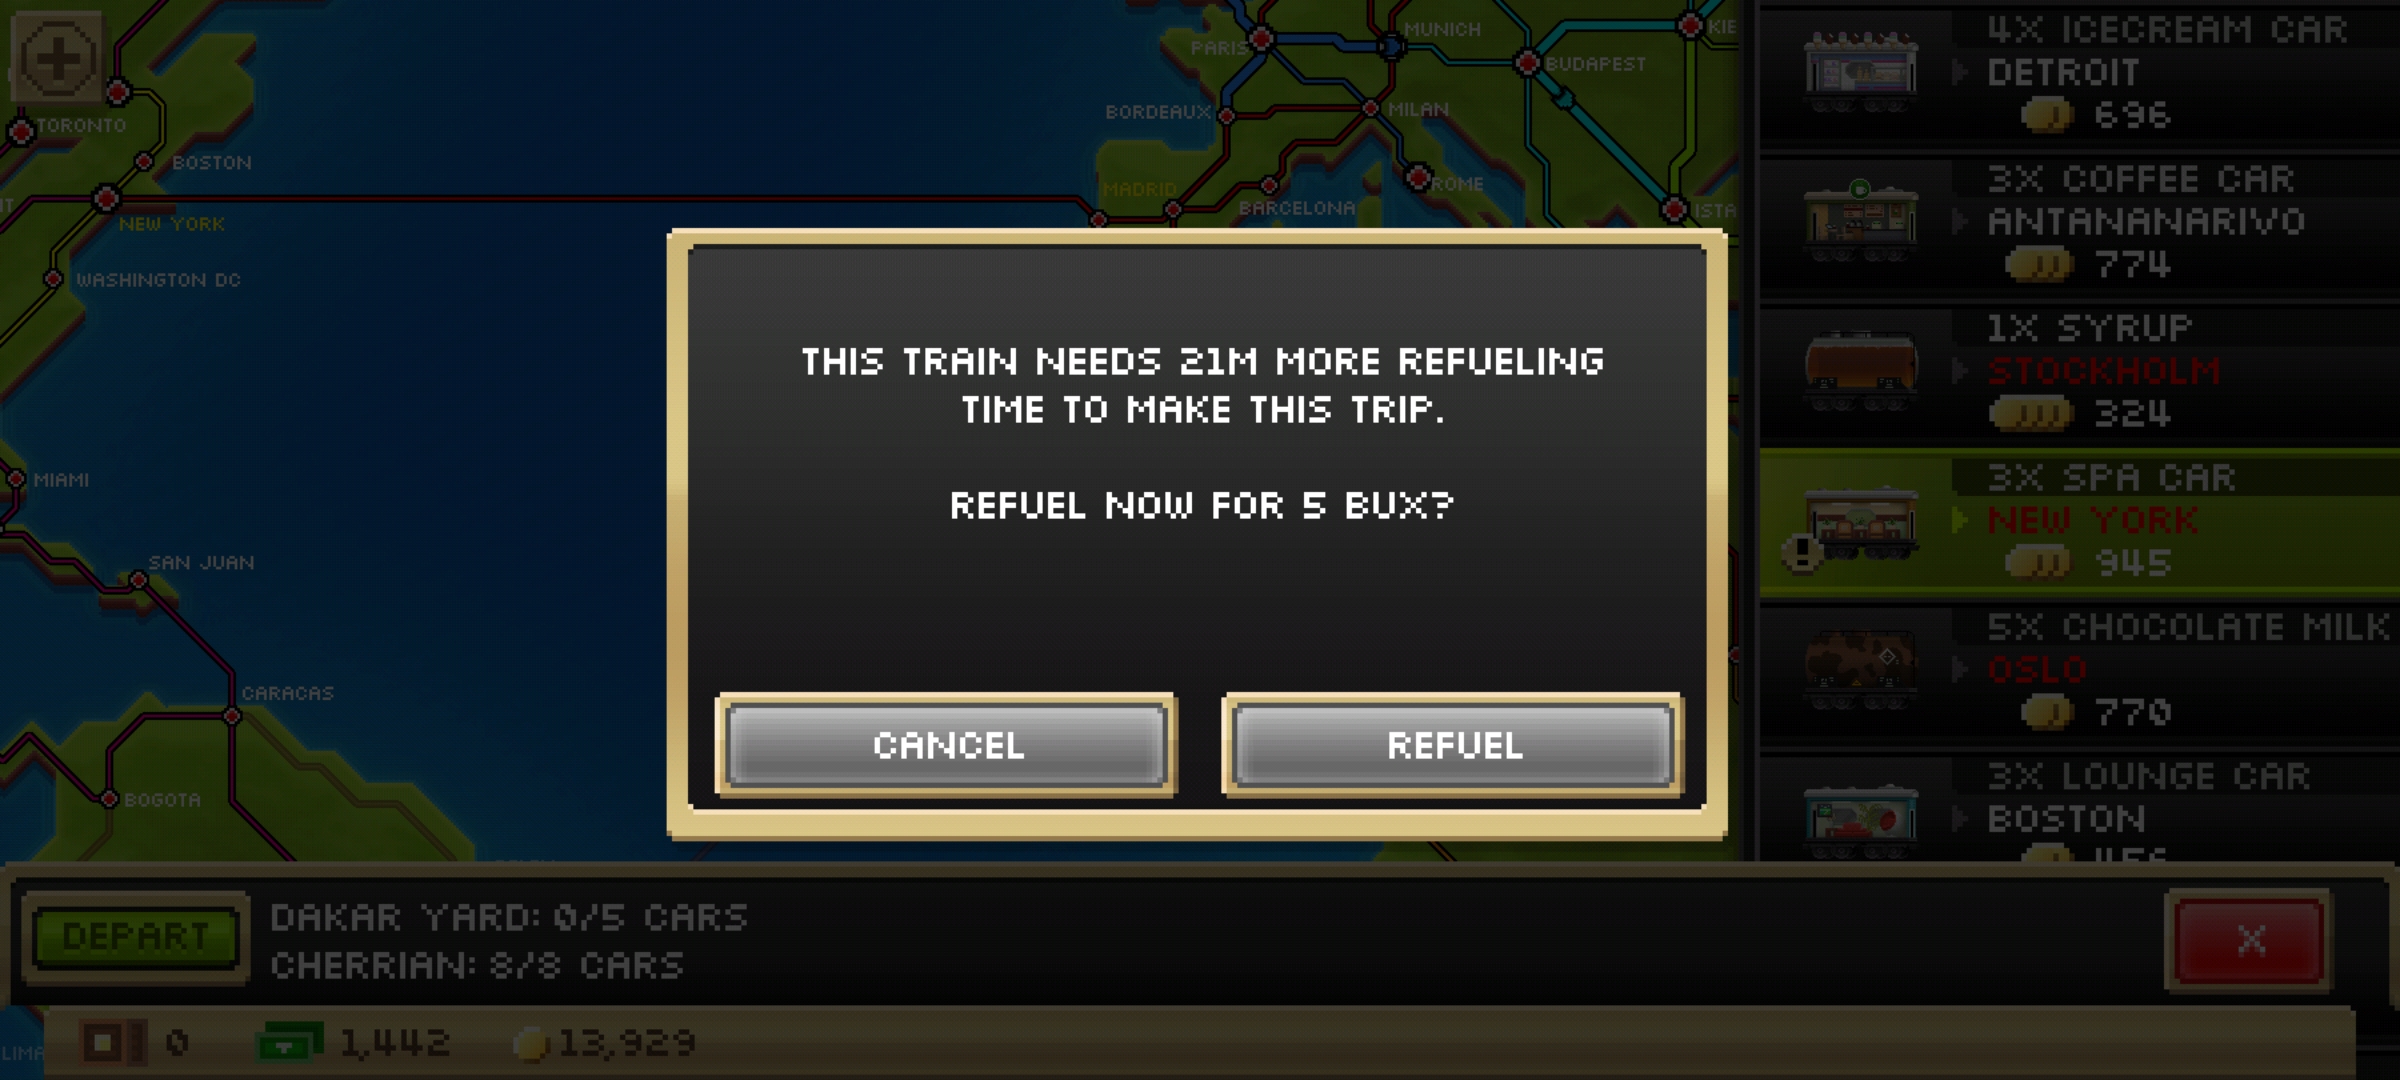 PARIS
MUNICH
KIE
BUDAPEST
TORONTO
BORDEAUX
MILAN
BOSTON
MADRID
ROME
NEW YORK
BARCELONA
ISTA
WASHINGTON DC
MIAMI
SAN JUAN
CARACAS
BOGOTA
LIMA
THIS TRAIN NEEDS 21M MORE REFUELING
TIME TO MAKE THIS TRIP.
REFUEL NOW FOR 5 BUX?
CANCEL
REFUEL
4X ICECREAM CAR
DETROIT
696
3X COFFEE CAR
ANTANANARIVO
774
1X SYRUP
STOCKHOLM
324
3X SPA CAR
NEW YORK
945
5X CHOCOLATE MILK
OSLO
770
3X LOUNGE CAR
BOSTON
DEPART
DAKAR YARD: 0/5 CARS
CHERRIAN: 8/8 CARS
X
0
1,442
13,929